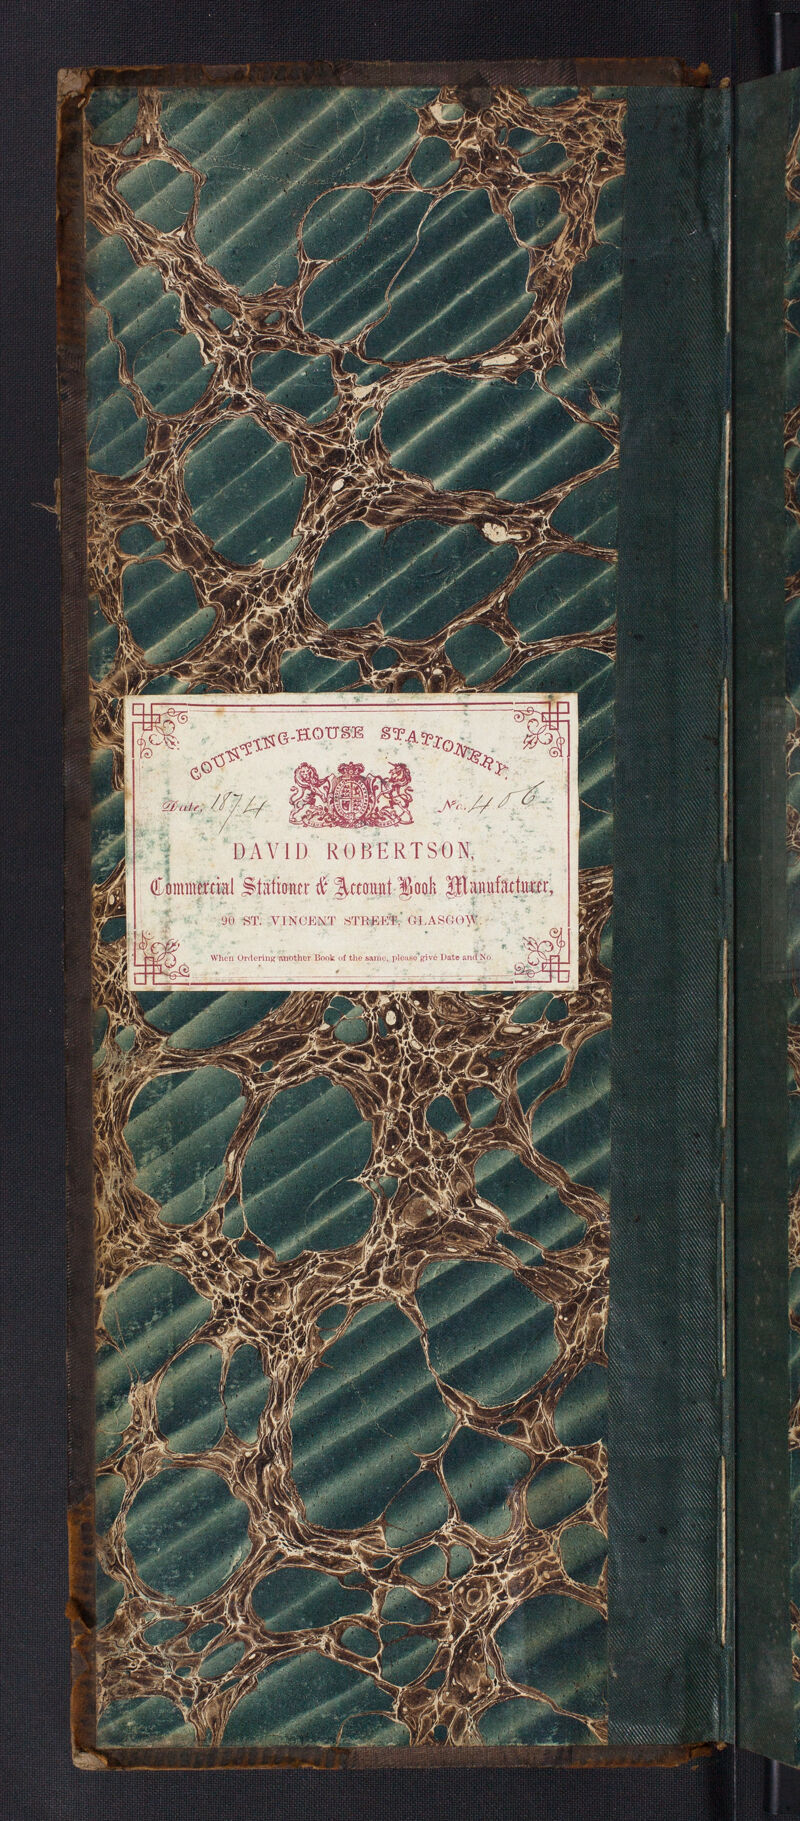 COUNTING-HOUSE STATIONERY.
Date, 1874 No. 406
DAVID ROBERTSON,
Commercial Stationer & Account Book Manufacturer,
90 ST. VINCENT STREET, GLASGOW.
When Ordering another Book of the same, please give Date and No.